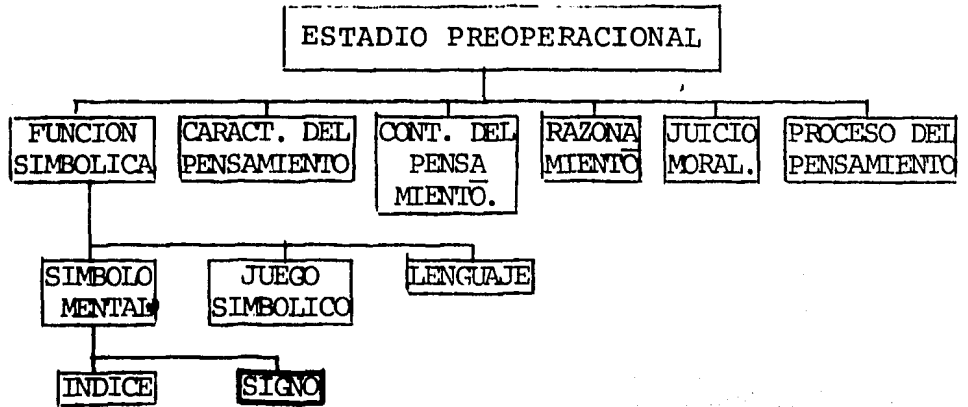 ESTADIO PREOPERACIONAL
FUNCION
SIMBOLICA
CARACT. DEL
PENSAMIENTO
CONT. DEL
PENSA
MIENTO.
RAZONA
MIENTO
JUICIO
MORAL.
PROCESO DEL
PENSAMIENTO
SIMBOLO
MENTAL
JUEGO
SIMBOLICO
LENGUAJE
INDICE
SIGNO